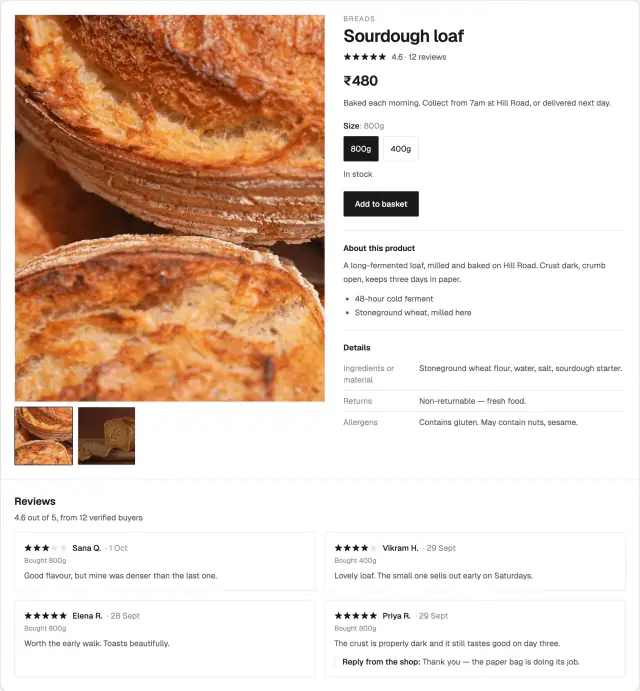 BREADS
Sourdough loaf
★★★★★ 4.6 · 12 reviews
₹480
Baked each morning. Collect from 7am at Hill Road, or delivered next day.
Size: 800g
800g 400g
In stock
Add to basket
About this product
A long-fermented loaf, milled and baked on Hill Road. Crust dark, crumb
open, keeps three days in paper.
• 48-hour cold ferment
• Stoneground wheat, milled here
Details
Ingredients or material Stoneground wheat flour, water, salt, sourdough starter.
Returns Non-returnable — fresh food.
Allergens Contains gluten. May contain nuts, sesame.
Reviews
4.6 out of 5, from 12 verified buyers
Sana Q. · 1 Oct
Bought 800g
Good flavour, but mine was denser than the last one.
Vikram H. · 29 Sept
Bought 400g
Lovely loaf. The small one sells out early on Saturdays.
Elena R. · 28 Sept
Bought 800g
Worth the early walk. Toasts beautifully.
Priya R. · 29 Sept
Bought 800g
The crust is properly dark and it still tastes good on day three.
Reply from the shop: Thank you — the paper bag is doing its job.